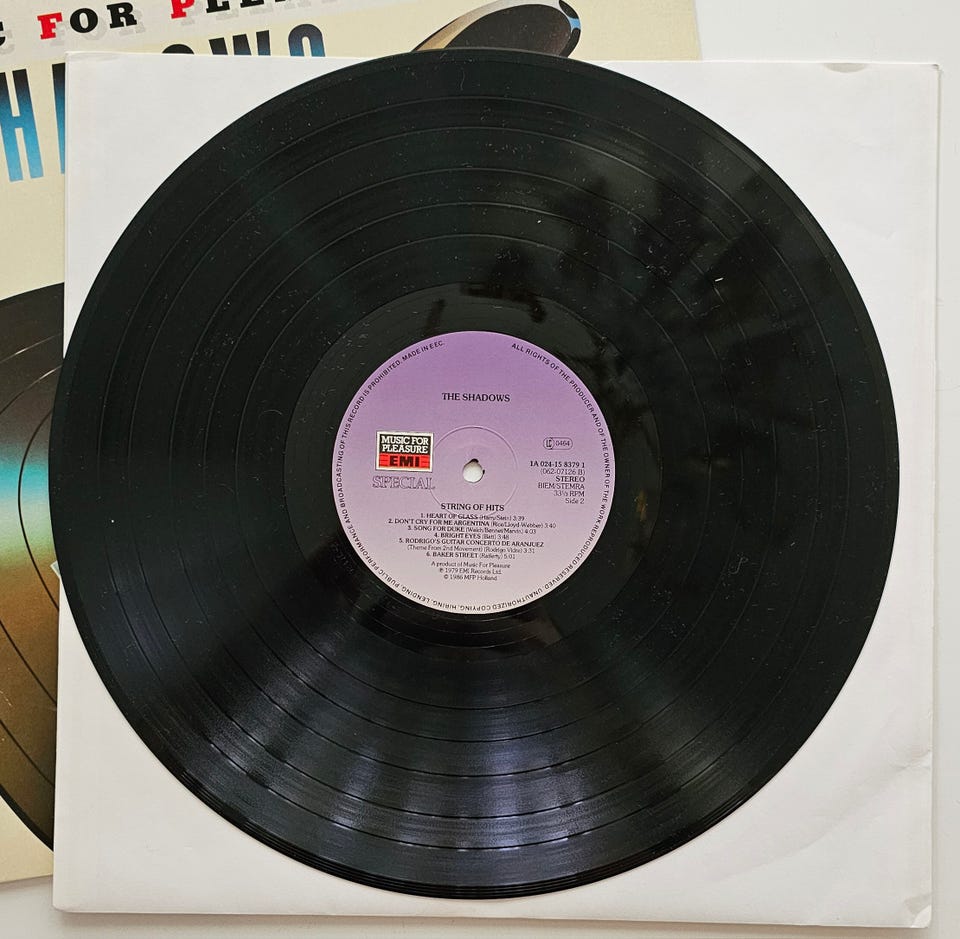 FOR
THE SHADOWS
MUSIC FOR
PLEASURE
EMI
SPECIAL
LC 0464
1A 024-15 8379 1
(062-07126 B)
STEREO
BIEM/STEMRA
33⅓ RPM
Side 2
STRING OF HITS
1. HEART OF GLASS (Harry/Stein) 3:39
2. DON'T CRY FOR ME ARGENTINA (Rice/Lloyd-Webber) 3:40
3. SONG FOR DUKE (Welch/Bennet/Marvin) 4:03
4. BRIGHT EYES (Batt) 3:48
5. RODRIGO'S GUITAR CONCERTO DE ARANJUEZ
(Theme From 2nd Movement) (Rodrigo Vidre) 3:31
6. BAKER STREET (Rafferty) 5:01
A product of Music For Pleasure
℗ 1979 EMI Records Ltd.
© 1986 MFP Holland
ALL RIGHTS OF THE PRODUCER AND OF THE OWNER OF THE WORK REPRODUCED RESERVED. UNAUTHORIZED COPYING, HIRING, LENDING, PUBLIC PERFORMANCE AND BROADCASTING OF THIS RECORD IS PROHIBITED. MADE IN EEC.